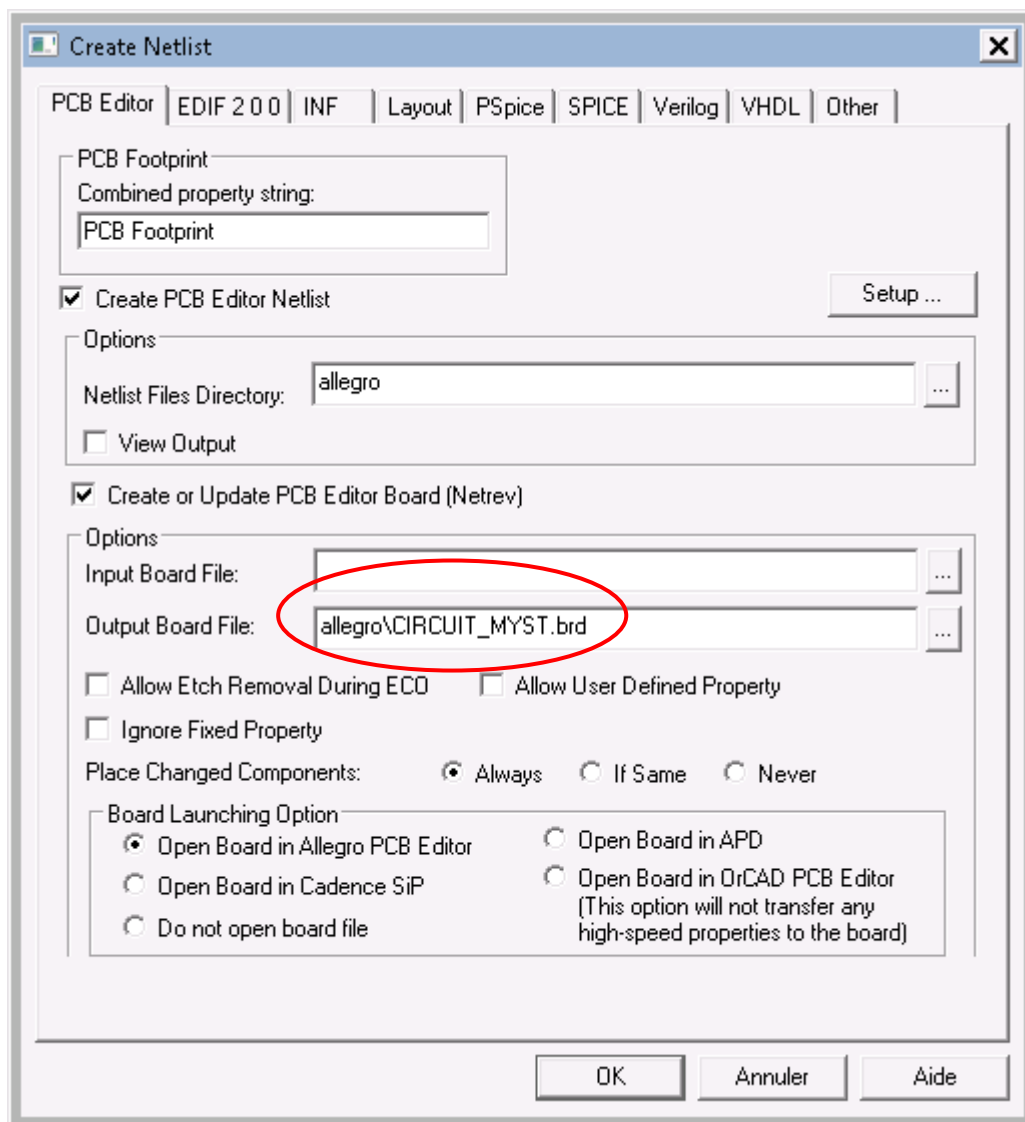 Create Netlist
PCB Editor EDIF 2 0 0 INF Layout PSpice SPICE Verilog VHDL Other
PCB Footprint
Combined property string:
PCB Footprint
Create PCB Editor Netlist
Setup ...
Options
Netlist Files Directory: allegro ...
View Output
Create or Update PCB Editor Board (Netrev)
Options
Input Board File: ...
Output Board File: allegro\CIRCUIT_MYST.brd ...
Allow Etch Removal During ECO Allow User Defined Property
Ignore Fixed Property
Place Changed Components: Always If Same Never
Board Launching Option
Open Board in Allegro PCB Editor Open Board in APD
Open Board in Cadence SiP Open Board in OrCAD PCB Editor
(This option will not transfer any
Do not open board file high-speed properties to the board)
OK Annuler Aide